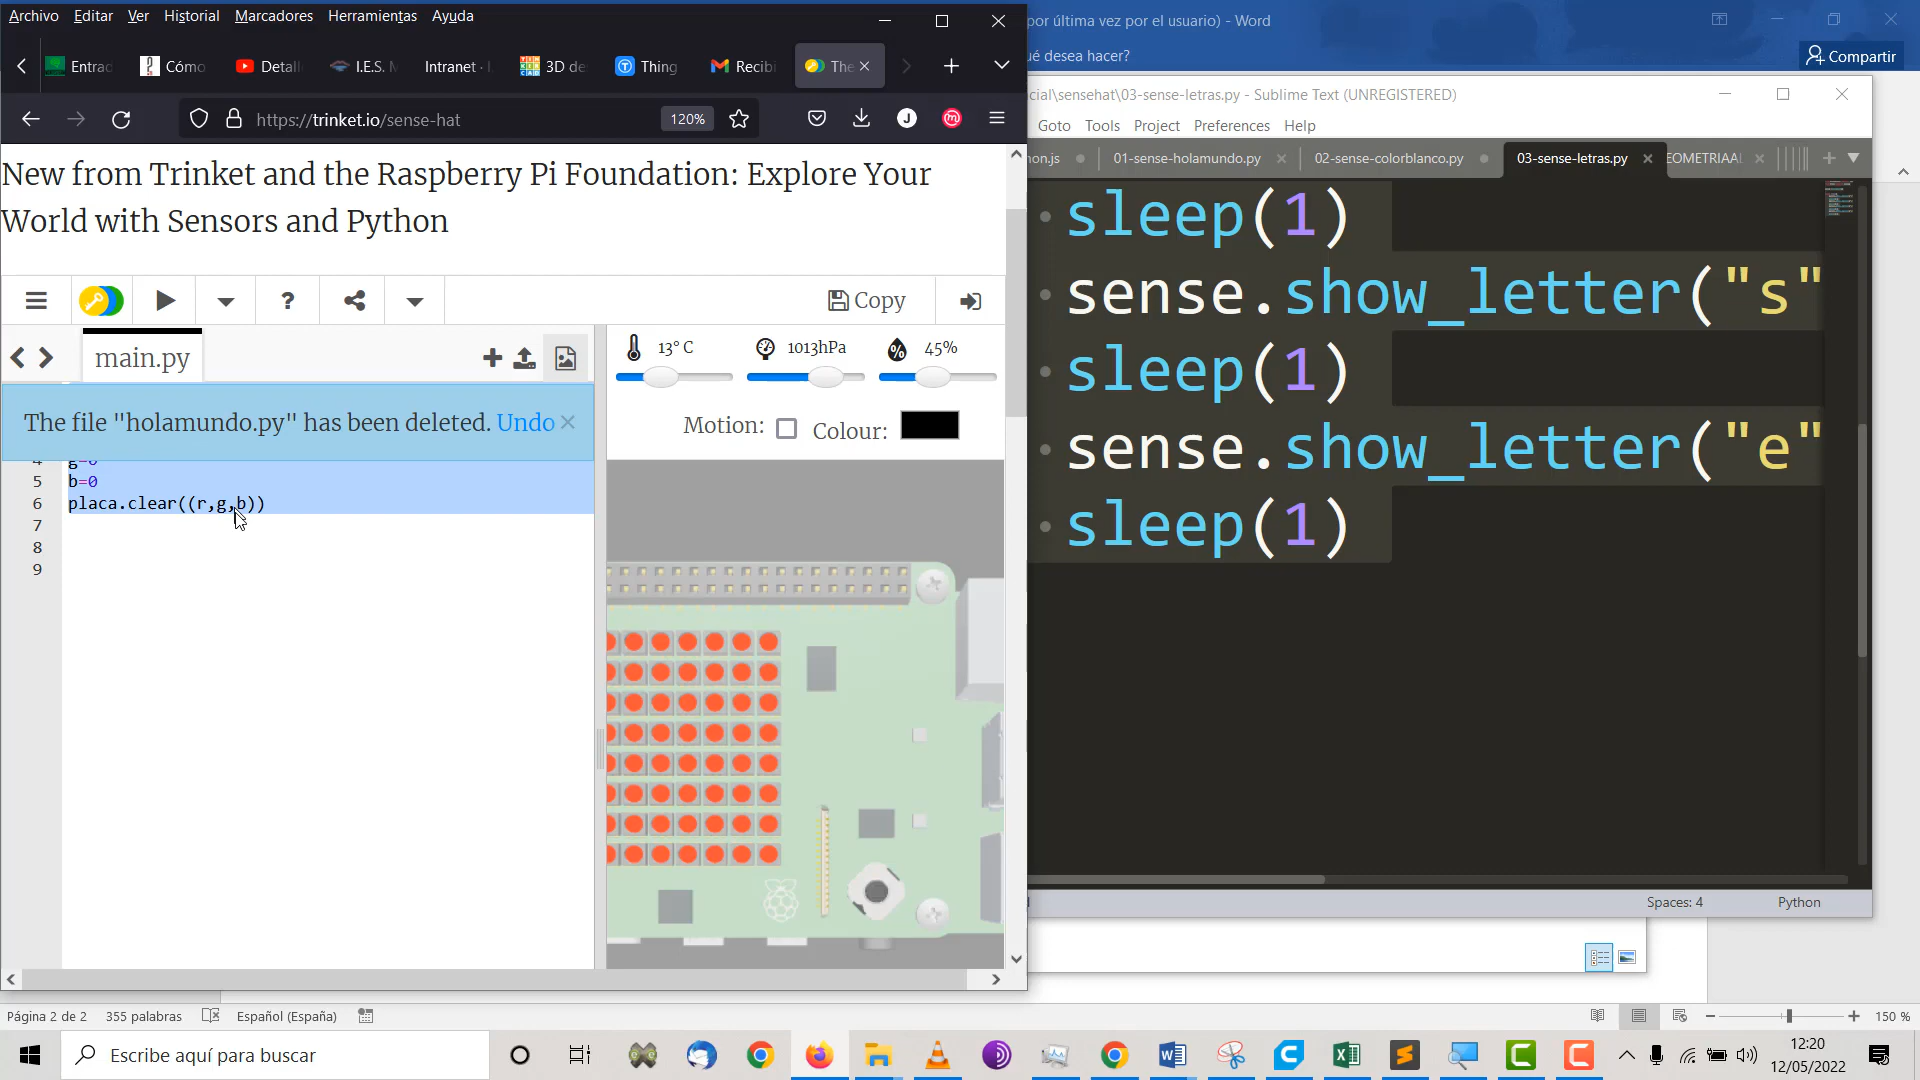 Archivo Editar Ver Historial Marcadores Herramientas Ayuda
Entrac Cómo Detall I.E.S. M Intranet · I. 3D de Thing Recibi The
https://trinket.io/sense-hat 120%
New from Trinket and the Raspberry Pi Foundation: Explore Your
World with Sensors and Python
? Copy
main.py
13° C 1013hPa 45%
Motion: Colour:
The file "holamundo.py" has been deleted. Undo
4 g=0
5 b=0
6 placa.clear((r,g,b))
7
8
9
por última vez por el usuario) - Word
ué desea hacer?
Compartir
cial\sensehat\03-sense-letras.py - Sublime Text (UNREGISTERED)
Goto Tools Project Preferences Help
non.js 01-sense-holamundo.py 02-sense-colorblanco.py 03-sense-letras.py EOMETRIAAL
sleep(1)
sense.show_letter("s"
sleep(1)
sense.show_letter("e"
sleep(1)
Spaces: 4 Python
Página 2 de 2 355 palabras Español (España) 150 %
Escribe aquí para buscar
12:20
12/05/2022